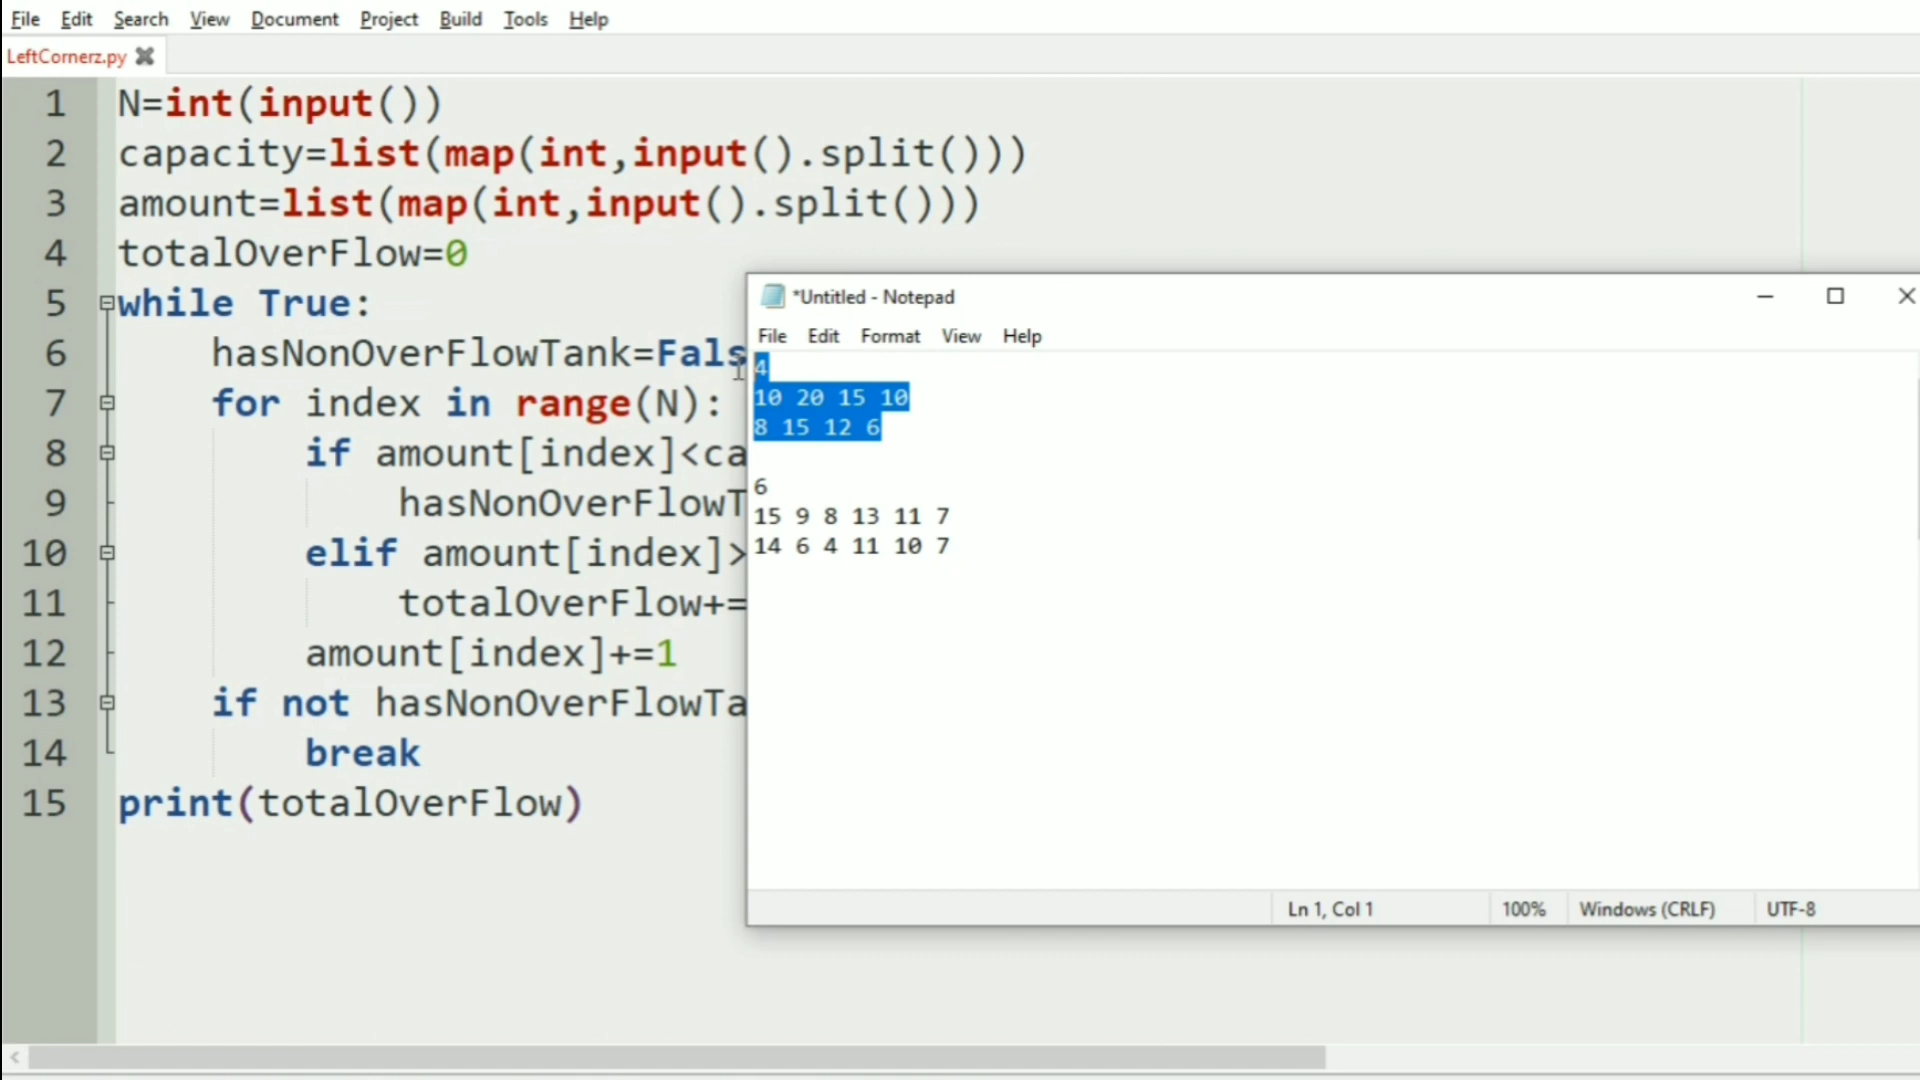 File Edit Search View Document Project Build Tools Help
LeftCornerz.py
1 N=int(input())
2 capacity=list(map(int,input().split()))
3 amount=list(map(int,input().split()))
4 totalOverFlow=0
5 while True:
6 hasNonOverFlowTank=Fals
7 for index in range(N):
8 if amount[index]<ca
9 hasNonOverFlowT
10 elif amount[index]>
11 totalOverFlow+=
12 amount[index]+=1
13 if not hasNonOverFlowTa
14 break
15 print(totalOverFlow)
*Untitled - Notepad
File Edit Format View Help
4
10 20 15 10
8 15 12 6
6
15 9 8 13 11 7
14 6 4 11 10 7
Ln 1, Col 1 100% Windows (CRLF) UTF-8